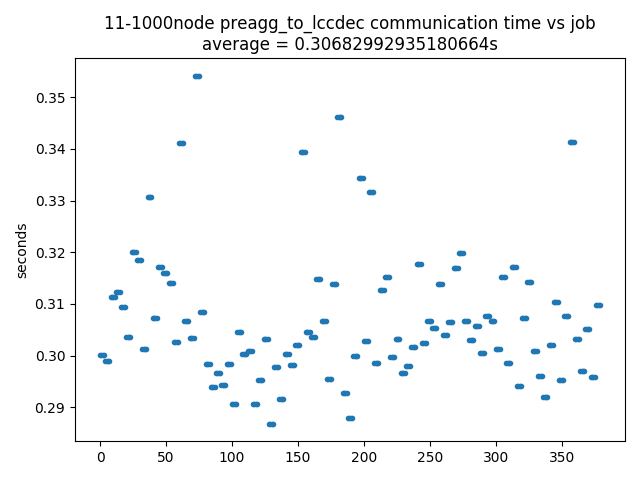 11-1000node preagg_to_lccdec communication time vs job
average = 0.30682992935180664s
0.35
0.34
0.33
0.32
0.31
0.30
0.29
seconds
0 50 100 150 200 250 300 350